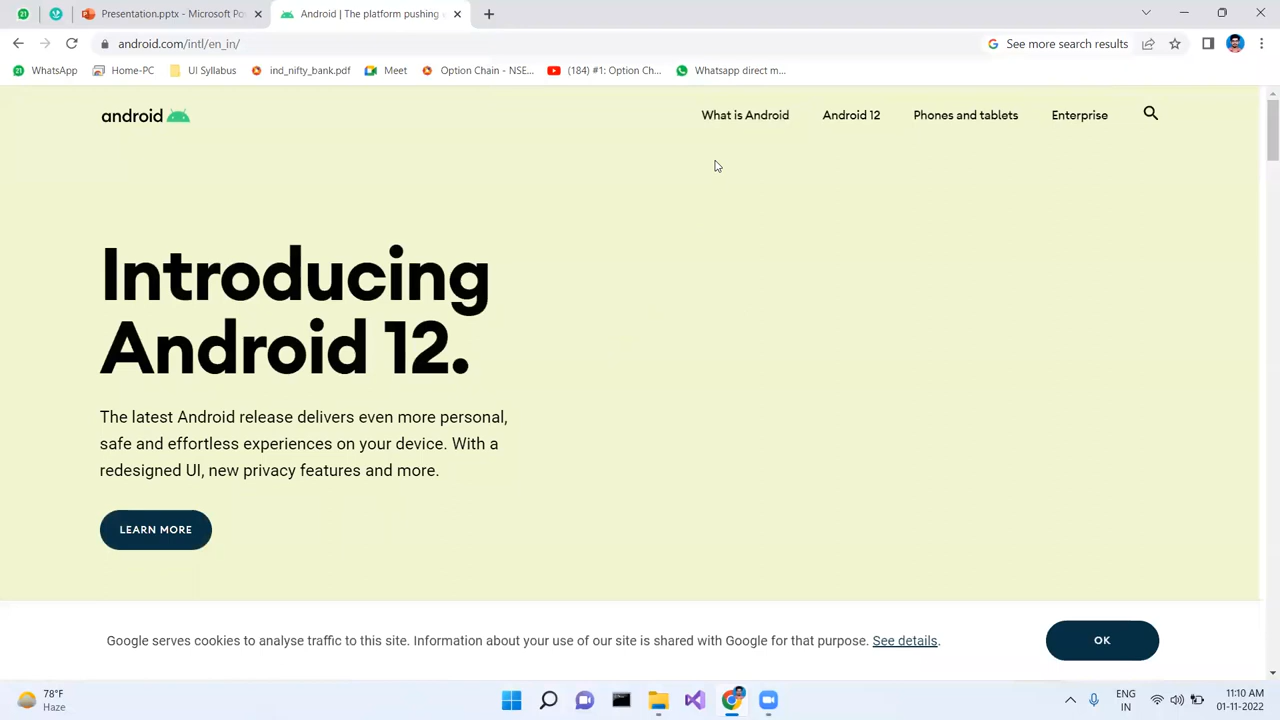 Presentation.pptx - Microsoft Po
Android | The platform pushing
android.com/intl/en_in/
See more search results
WhatsApp
Home-PC
UI Syllabus
ind_nifty_bank.pdf
Meet
Option Chain - NSE...
(184) #1: Option Ch...
Whatsapp direct m...
android
What is Android
Android 12
Phones and tablets
Enterprise
Introducing
Android 12.
The latest Android release delivers even more personal,
safe and effortless experiences on your device. With a
redesigned UI, new privacy features and more.
LEARN MORE
Google serves cookies to analyse traffic to this site. Information about your use of our site is shared with Google for that purpose. See details.
OK
78°F
Haze
ENG
IN
11:10 AM
01-11-2022